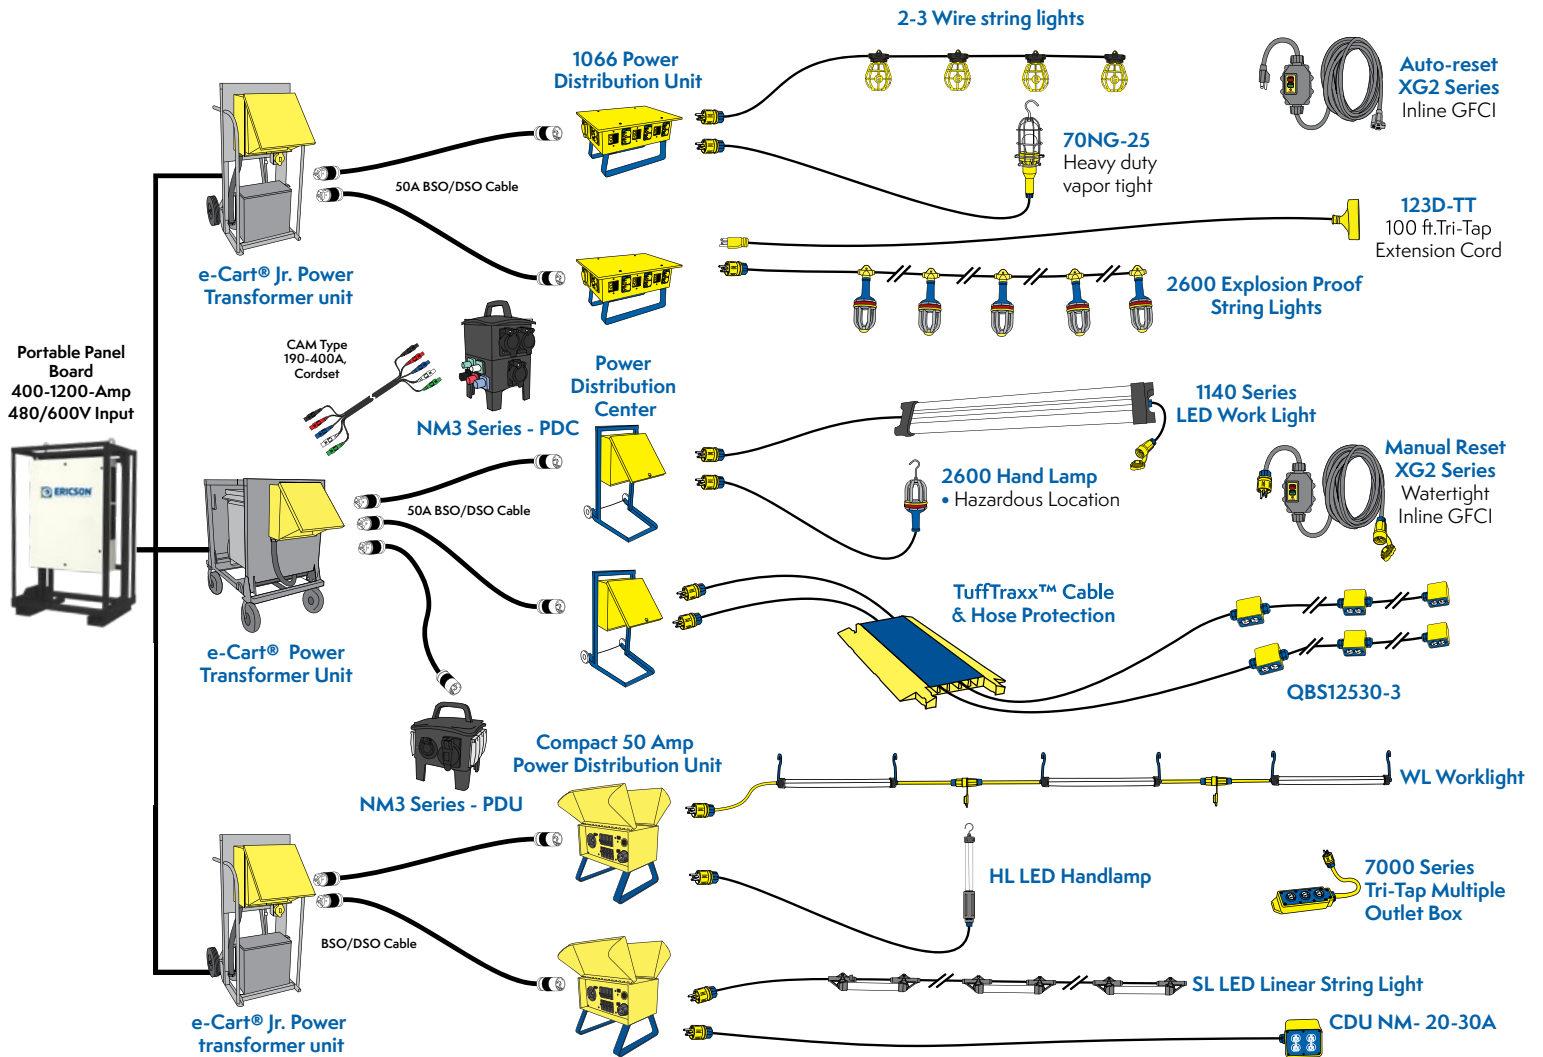 2-3 Wire string lights
1066 Power
Distribution Unit
Auto-reset
XG2 Series
Inline GFCI
70NG-25
Heavy duty
vapor tight
50A BSO/DSO Cable
123D-TT
100 ft.Tri-Tap
Extension Cord
e-Cart® Jr. Power
Transformer unit
2600 Explosion Proof
String Lights
Portable Panel
Board
400-1200-Amp
480/600V Input
ERICSON
CAM Type
190-400A,
Cordset
NM3 Series - PDC
Power
Distribution
Center
1140 Series
LED Work Light
2600 Hand Lamp
• Hazardous Location
Manual Reset
XG2 Series
Watertight
Inline GFCI
50A BSO/DSO Cable
e-Cart® Power
Transformer Unit
TuffTraxx™ Cable
& Hose Protection
QBS12530-3
NM3 Series - PDU
Compact 50 Amp
Power Distribution Unit
WL Worklight
HL LED Handlamp
7000 Series
Tri-Tap Multiple
Outlet Box
BSO/DSO Cable
SL LED Linear String Light
CDU NM- 20-30A
e-Cart® Jr. Power
transformer unit